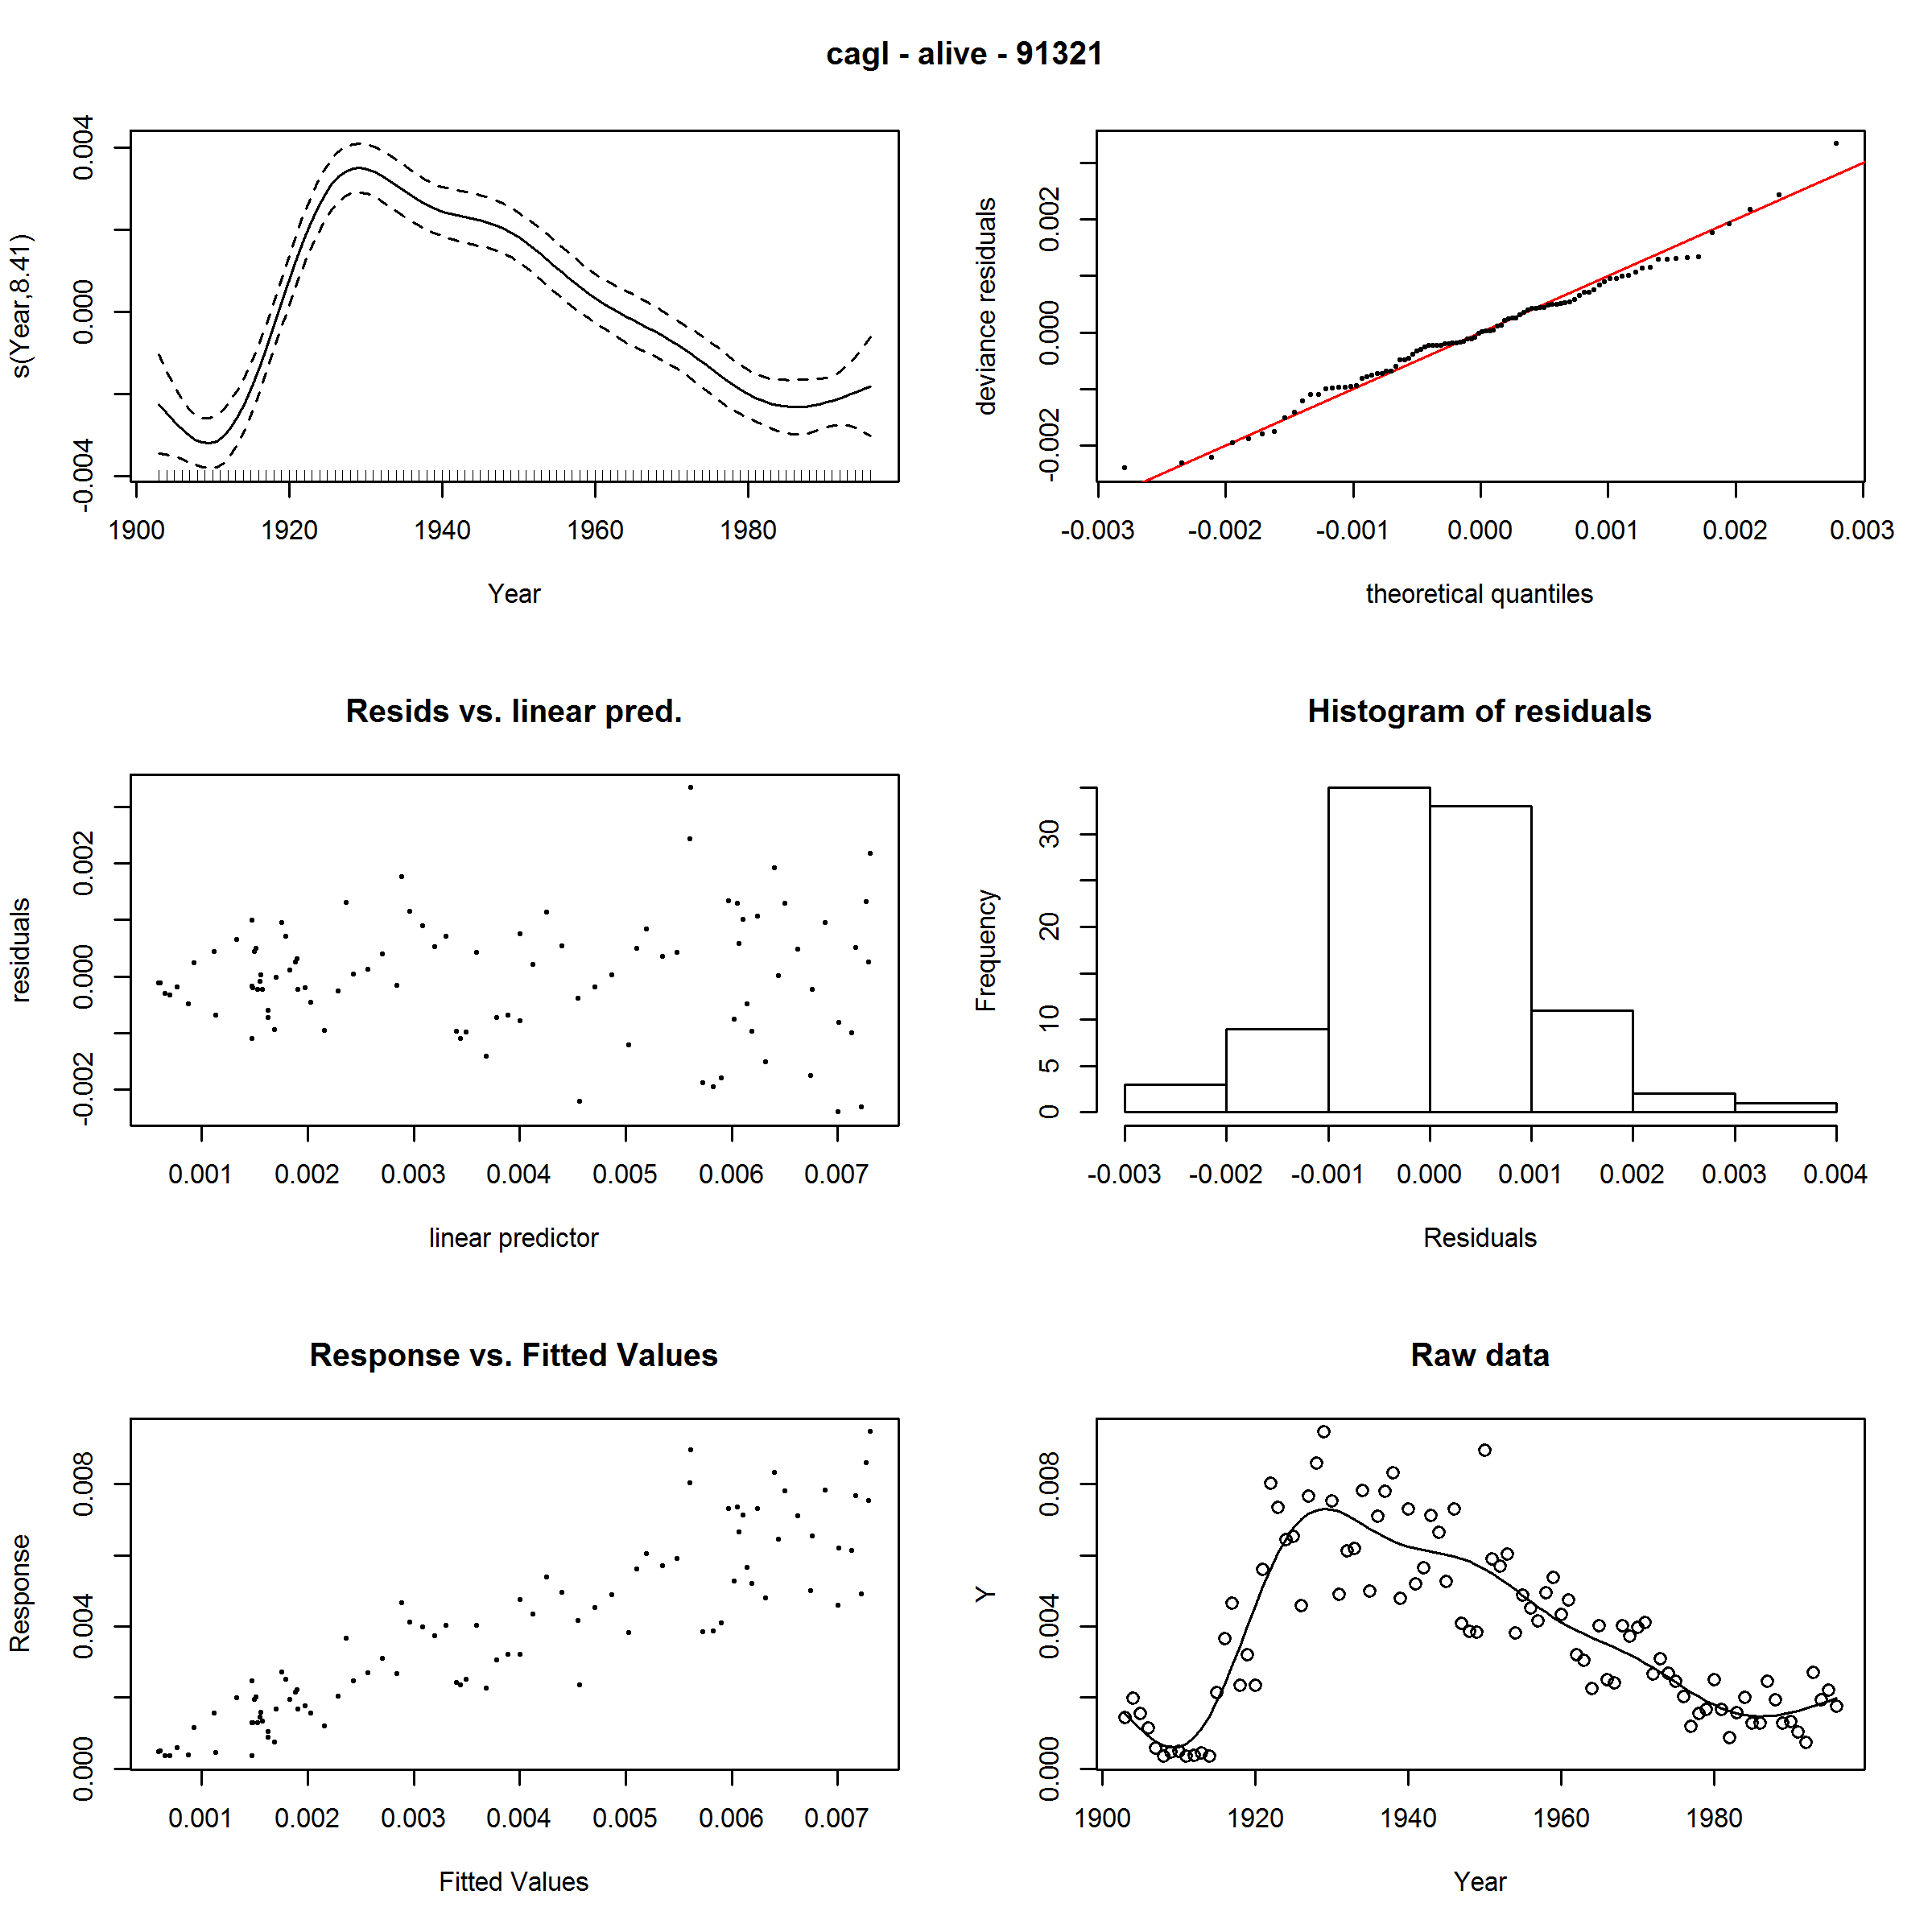 cagl - alive - 91321
s(Year,8.41)
-0.004 0.000 0.004
1900 1920 1940 1960 1980
Year
deviance residuals
-0.002 0.000 0.002
-0.003 -0.002 -0.001 0.000 0.001 0.002 0.003
theoretical quantiles
Resids vs. linear pred.
residuals
-0.002 0.000 0.002
0.001 0.002 0.003 0.004 0.005 0.006 0.007
linear predictor
Histogram of residuals
Frequency
0 5 10 20 30
-0.003 -0.002 -0.001 0.000 0.001 0.002 0.003 0.004
Residuals
Response vs. Fitted Values
Response
0.000 0.004 0.008
0.001 0.002 0.003 0.004 0.005 0.006 0.007
Fitted Values
Raw data
Y
0.000 0.004 0.008
1900 1920 1940 1960 1980
Year